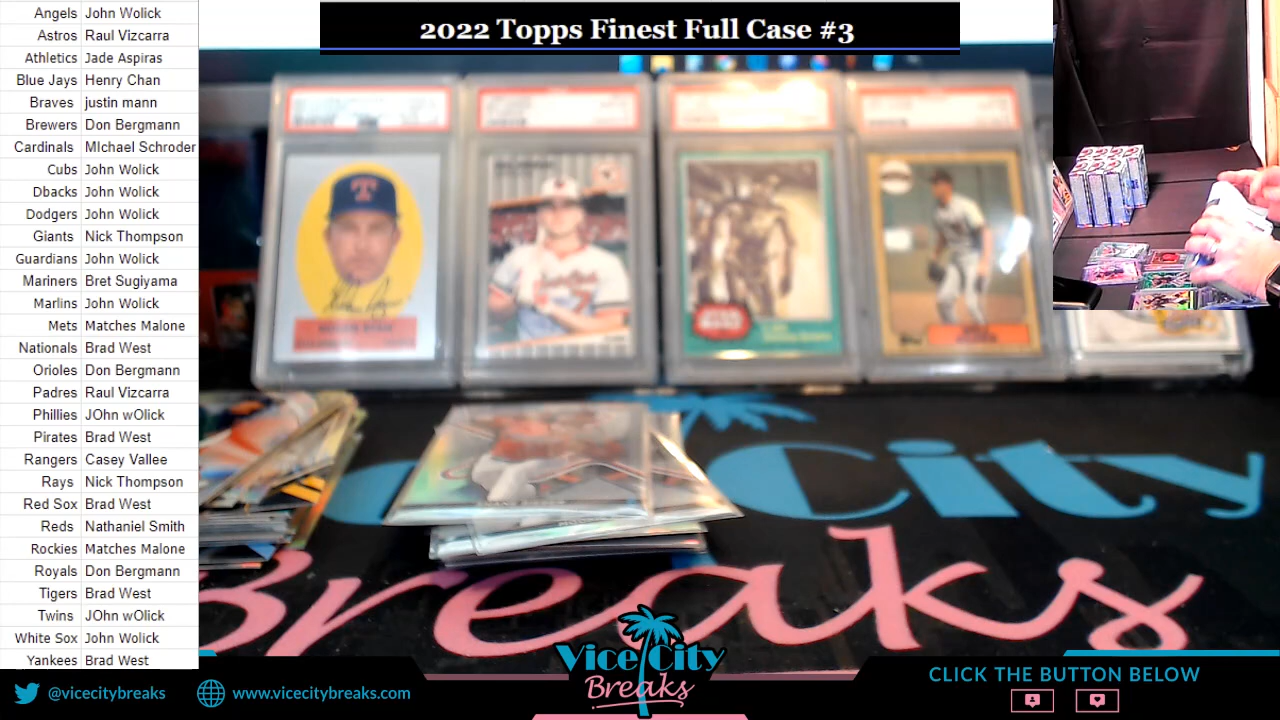 2022 Topps Finest Full Case #3
Angels John Wolick
Astros Raul Vizcarra
Athletics Jade Aspiras
Blue Jays Henry Chan
Braves justin mann
Brewers Don Bergmann
Cardinals MIchael Schroder
Cubs John Wolick
Dbacks John Wolick
Dodgers John Wolick
Giants Nick Thompson
Guardians John Wolick
Mariners Bret Sugiyama
Marlins John Wolick
Mets Matches Malone
Nationals Brad West
Orioles Don Bergmann
Padres Raul Vizcarra
Phillies JOhn wOlick
Pirates Brad West
Rangers Casey Vallee
Rays Nick Thompson
Red Sox Brad West
Reds Nathaniel Smith
Rockies Matches Malone
Royals Don Bergmann
Tigers Brad West
Twins JOhn wOlick
White Sox John Wolick
Yankees Brad West
City
Breaks
@vicecitybreaks
www.vicecitybreaks.com
Vice City
Breaks
CLICK THE BUTTON BELOW